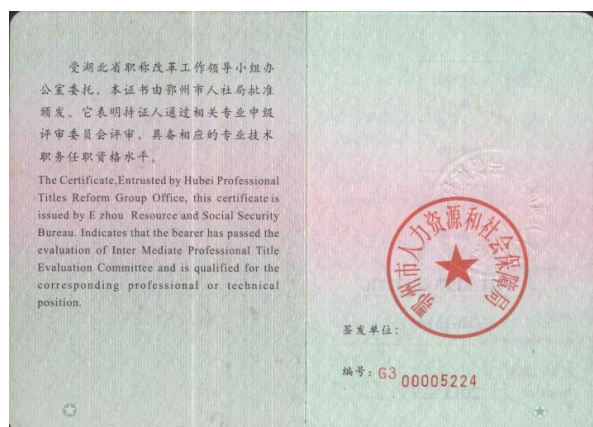 受湖北省职称改革工作领导小组办
公室委托，本证书由鄂州市人社局批准
颁发。它表明持证人通过相关专业中级
评审委员会评审，具备相应的专业技术
职务任职资格水平。
The Certificate,Entrusted by Hubei Professional
Titles Reform Group Office, this certificate is
issued by E zhou Resource and Social Security
Bureau. Indicates that the bearer has passed the
evaluation of Inter Mediate Professional Title
Evaluation Committee and is qualified for the
corresponding professional or technical
position.
鄂州市人力资源和社会保障局
签发单位：
编号：G3 00005224